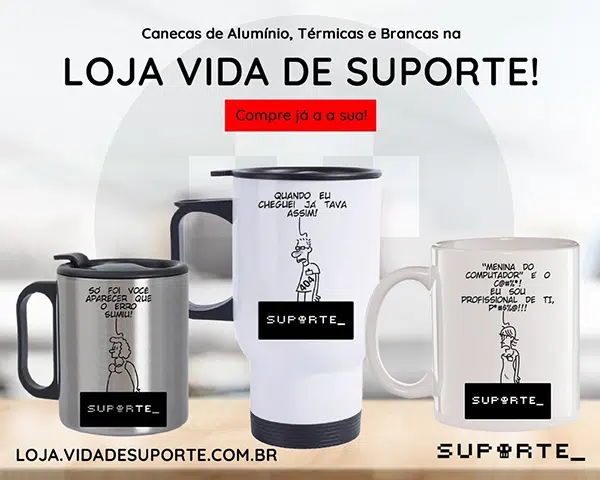 Canecas de Alumínio, Térmicas e Brancas na
LOJA VIDA DE SUPORTE!
Compre já a a sua!
QUANDO EU
CHEGUEI JÁ TAVA
ASSIM!
404
SUPORTE_
SÓ FOI VOCÊ
APARECER QUE
O ERRO
SUMIU!
SUPORTE_
"MENINA DO
COMPUTADOR" E O
C@#%*!
EU SOU
PROFISSIONAL DE TI,
P*#$%@!!!
SUPORTE_
LOJA.VIDADESUPORTE.COM.BR
SUPORTE_